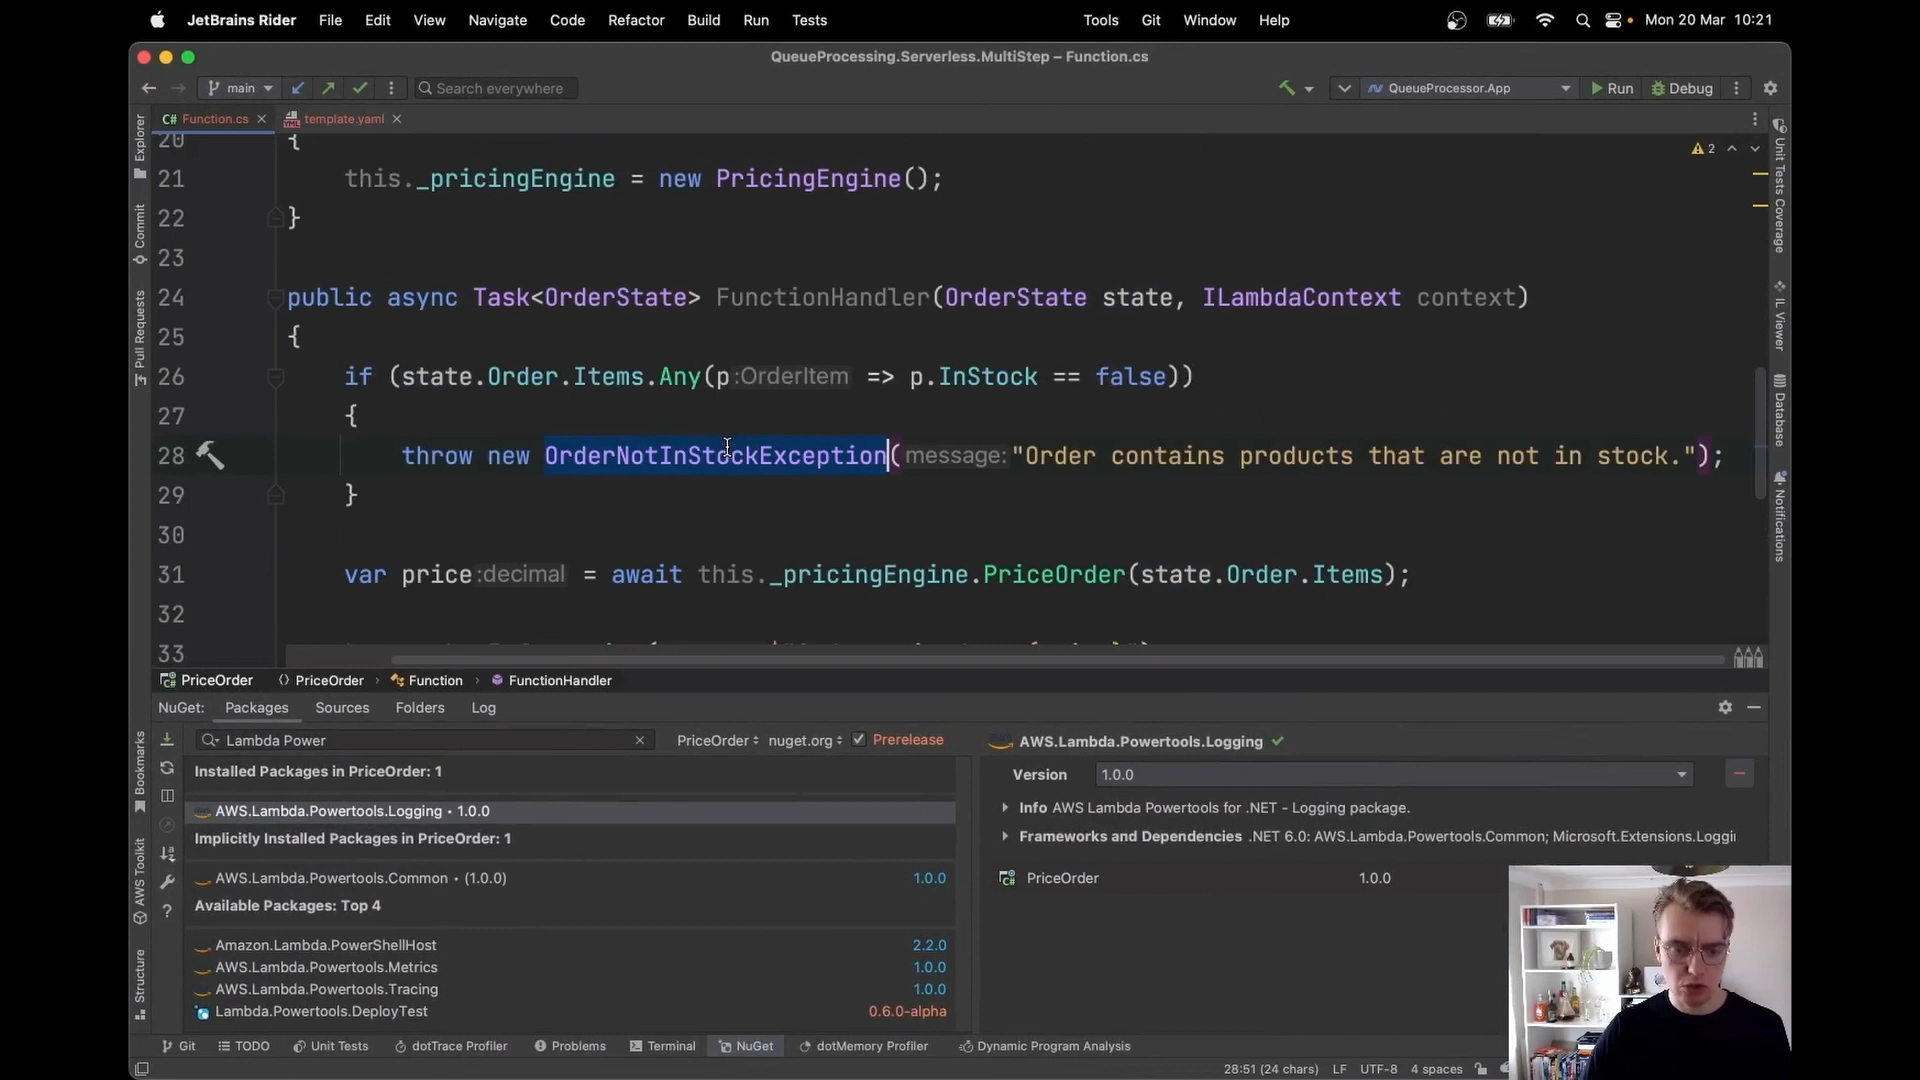 JetBrains Rider File Edit View Navigate Code Refactor Build Run Tests Tools Git Window Help Mon 20 Mar 10:21
QueueProcessing.Serverless.MultiStep – Function.cs
main Search everywhere QueueProcessor.App Run Debug
C# Function.cs template.yaml
20 {
21 this._pricingEngine = new PricingEngine();
22 }
23
24 public async Task<OrderState> FunctionHandler(OrderState state, ILambdaContext context)
25 {
26 if (state.Order.Items.Any(p:OrderItem => p.InStock == false))
27 {
28 throw new OrderNotInStockException(message: "Order contains products that are not in stock.");
29 }
30
31 var price:decimal = await this._pricingEngine.PriceOrder(state.Order.Items);
32
33
2
Explorer
Commit
Pull Requests
Bookmarks
AWS Toolkit
Structure
Unit Tests Coverage
IL Viewer
Database
Notifications
PriceOrder PriceOrder Function FunctionHandler
NuGet: Packages Sources Folders Log
Lambda Power PriceOrder nuget.org Prerelease
Installed Packages in PriceOrder: 1
AWS.Lambda.Powertools.Logging • 1.0.0
Implicitly Installed Packages in PriceOrder: 1
AWS.Lambda.Powertools.Common • (1.0.0) 1.0.0
Available Packages: Top 4
Amazon.Lambda.PowerShellHost 2.2.0
AWS.Lambda.Powertools.Metrics 1.0.0
AWS.Lambda.Powertools.Tracing 1.0.0
Lambda.Powertools.DeployTest 0.6.0-alpha
AWS.Lambda.Powertools.Logging
Version 1.0.0
Info AWS Lambda Powertools for .NET - Logging package.
Frameworks and Dependencies .NET 6.0: AWS.Lambda.Powertools.Common; Microsoft.Extensions.Loggi
PriceOrder 1.0.0
Git TODO Unit Tests dotTrace Profiler Problems Terminal NuGet dotMemory Profiler Dynamic Program Analysis
28:51 (24 chars) LF UTF-8 4 spaces